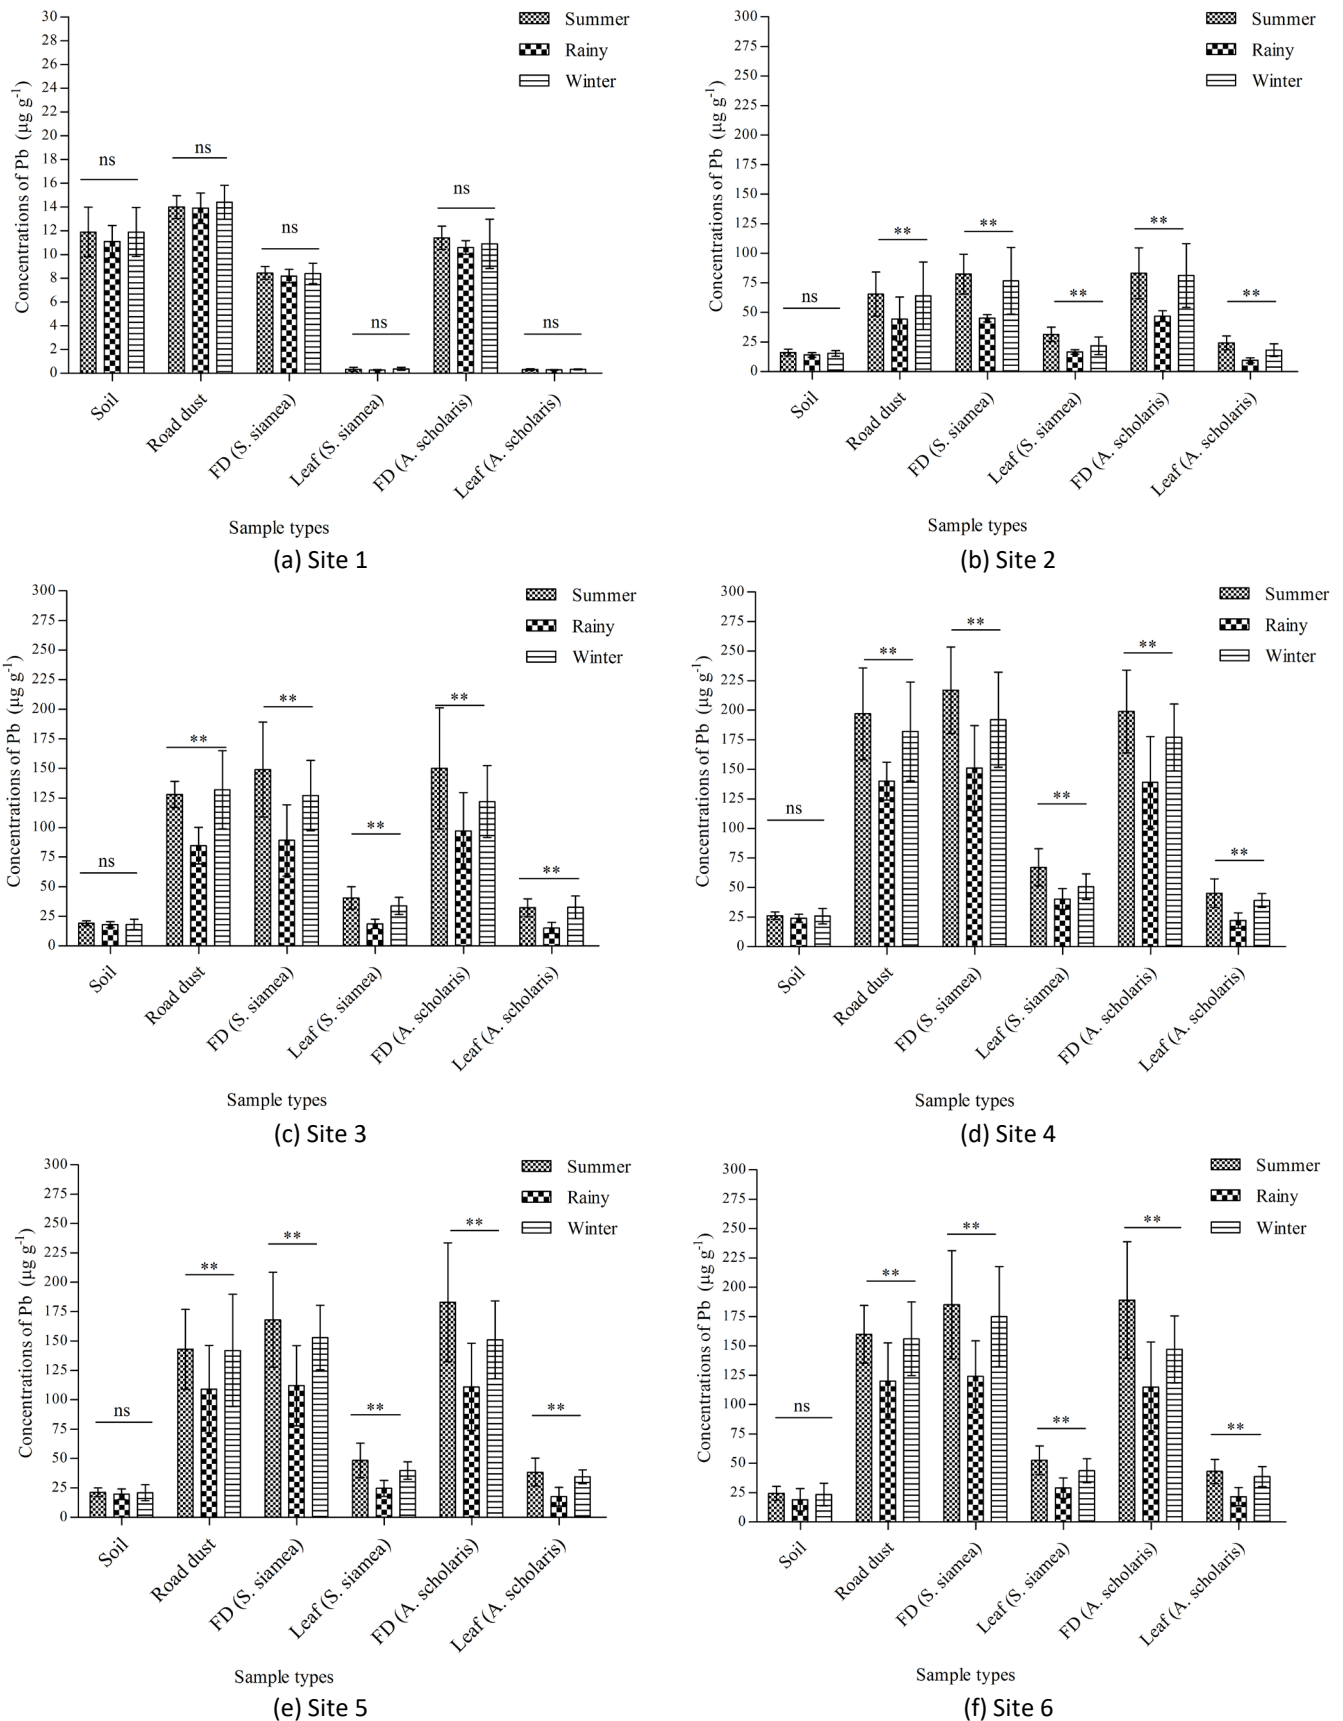 Concentrations of Pb (µg g-1)
30
28
26
24
22
20
18
16
14
12
10
8
6
4
2
0
Summer
Rainy
Winter
ns
ns
ns
ns
ns
ns
Soil
Road dust
FD (S. siamea)
Leaf (S. siamea)
FD (A. scholaris)
Leaf (A. scholaris)
Sample types
(a) Site 1
Concentrations of Pb (µg g-1)
300
275
250
225
200
175
150
125
100
75
50
25
0
Summer
Rainy
Winter
ns
**
**
**
**
**
Soil
Road dust
FD (S. siamea)
Leaf (S. siamea)
FD (A. scholaris)
Leaf (A. scholaris)
Sample types
(b) Site 2
Concentrations of Pb (µg g-1)
300
275
250
225
200
175
150
125
100
75
50
25
0
Summer
Rainy
Winter
ns
**
**
**
**
**
Soil
Road dust
FD (S. siamea)
Leaf (S. siamea)
FD (A. scholaris)
Leaf (A. scholaris)
Sample types
(c) Site 3
Concentrations of Pb (µg g-1)
300
275
250
225
200
175
150
125
100
75
50
25
0
Summer
Rainy
Winter
ns
**
**
**
**
**
Soil
Road dust
FD (S. siamea)
Leaf (S. siamea)
FD (A. scholaris)
Leaf (A. scholaris)
Sample types
(d) Site 4
Concentrations of Pb (µg g-1)
300
275
250
225
200
175
150
125
100
75
50
25
0
Summer
Rainy
Winter
ns
**
**
**
**
**
Soil
Road dust
FD (S. siamea)
Leaf (S. siamea)
FD (A. scholaris)
Leaf (A. scholaris)
Sample types
(e) Site 5
Concentrations of Pb (µg g-1)
300
275
250
225
200
175
150
125
100
75
50
25
0
Summer
Rainy
Winter
ns
**
**
**
**
**
Soil
Road dust
FD (S. siamea)
Leaf (S. siamea)
FD (A. scholaris)
Leaf (A. scholaris)
Sample types
(f) Site 6